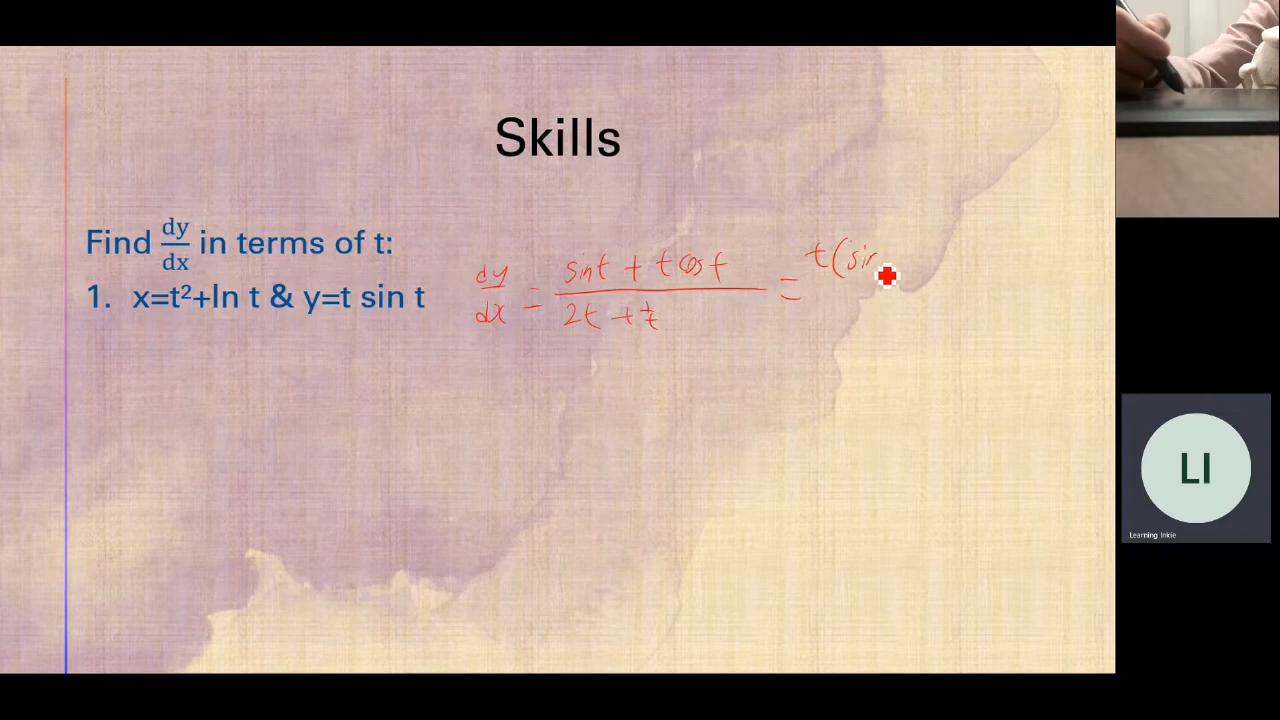 Skills
Find dy/dx in terms of t:
1. x=t²+ln t & y=t sin t
dy/dx = (sint + t cos t)/(2t + 1/t) = t(sin
LI
Learning Inkie